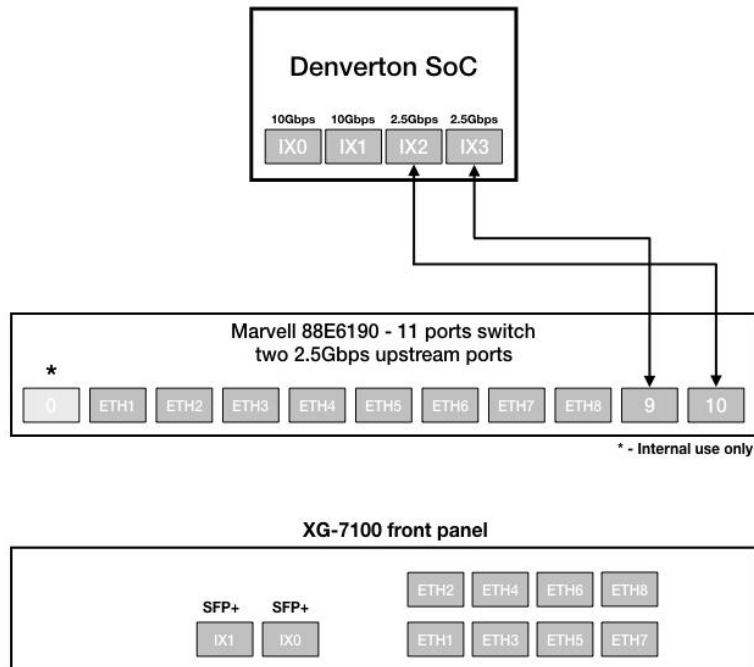 Denverton SoC
10Gbps 10Gbps 2.5Gbps 2.5Gbps
IX0 IX1 IX2 IX3
Marvell 88E6190 - 11 ports switch
two 2.5Gbps upstream ports
*
0 ETH1 ETH2 ETH3 ETH4 ETH5 ETH6 ETH7 ETH8 9 10
* - Internal use only
XG-7100 front panel
ETH2 ETH4 ETH6 ETH8
SFP+ SFP+
IX1 IX0 ETH1 ETH3 ETH5 ETH7